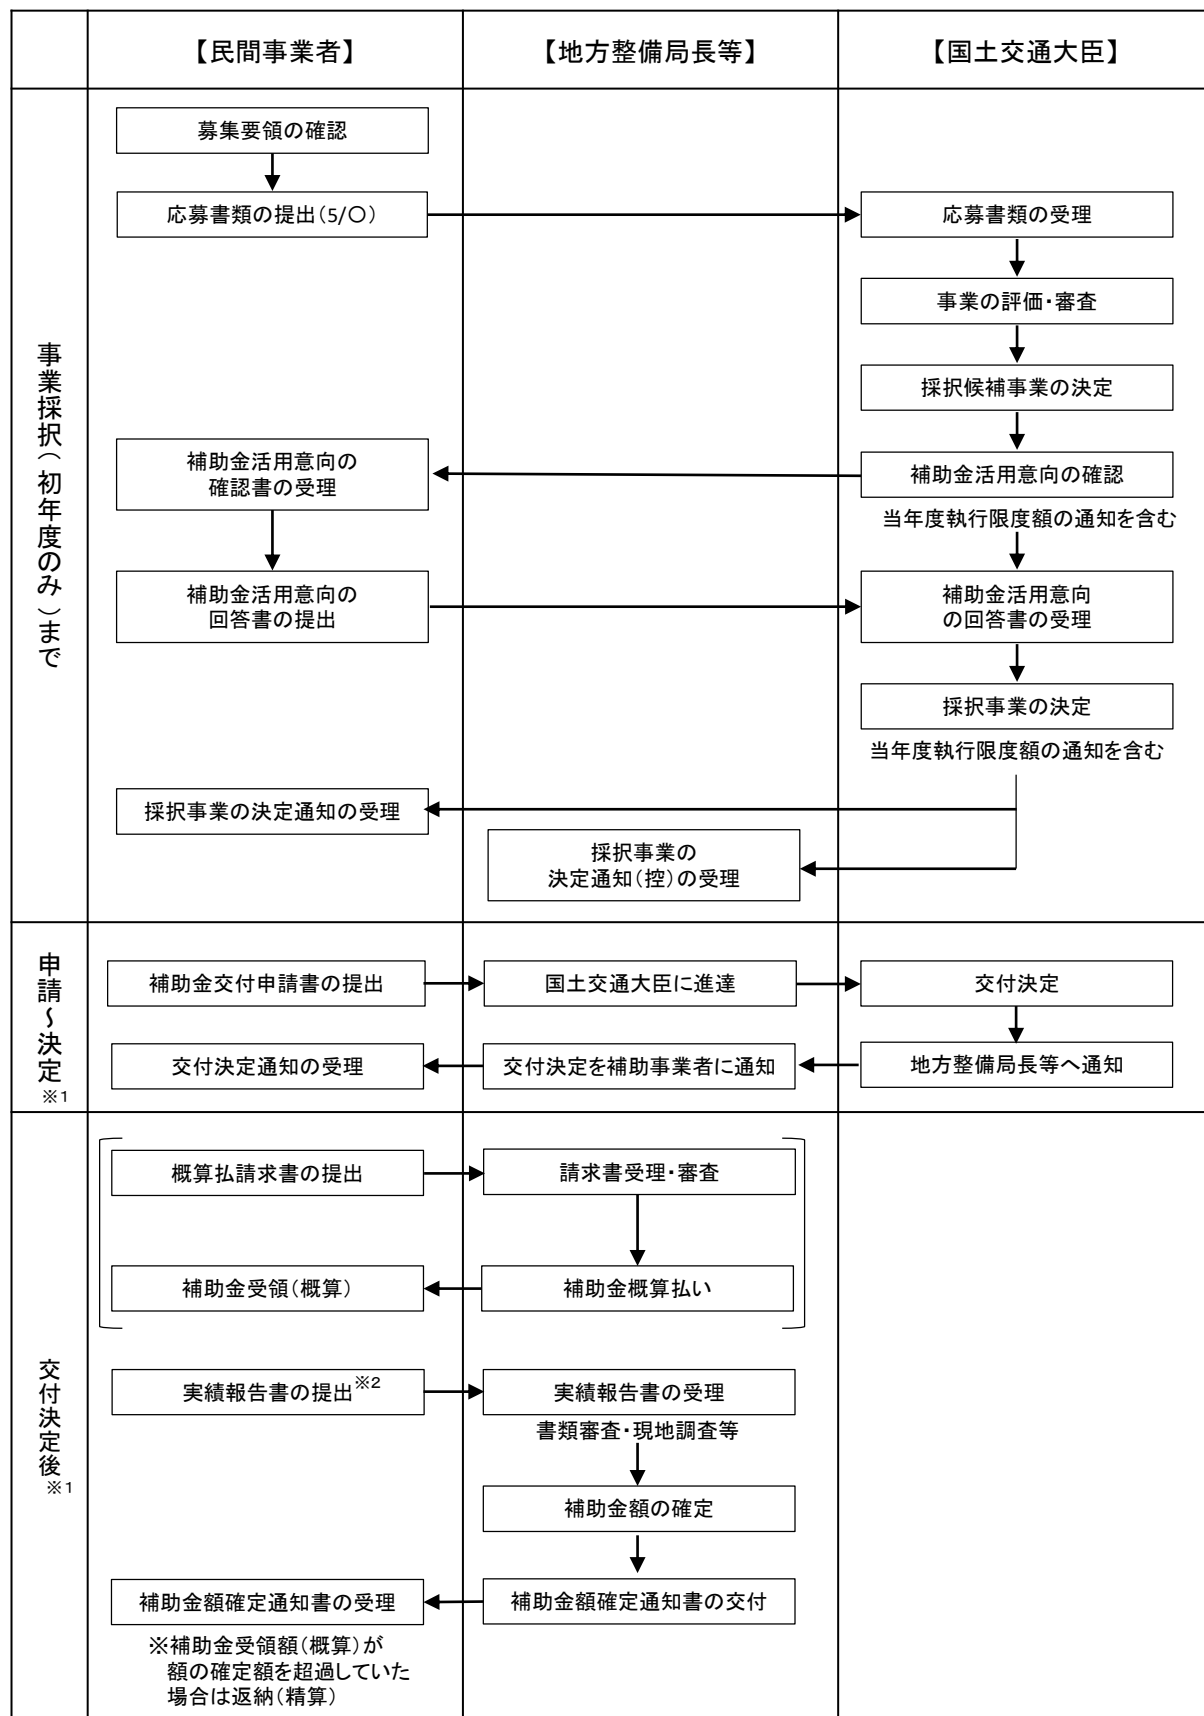 【民間事業者】
【地方整備局長等】
【国土交通大臣】
事業採択（初年度のみ）まで
募集要領の確認
応募書類の提出（5/〇）
応募書類の受理
事業の評価・審査
採択候補事業の決定
補助金活用意向の
確認書の受理
補助金活用意向の確認
当年度執行限度額の通知を含む
補助金活用意向の
回答書の提出
補助金活用意向
の回答書の受理
採択事業の決定
当年度執行限度額の通知を含む
採択事業の決定通知の受理
採択事業の
決定通知（控）の受理
申請～決定
※1
補助金交付申請書の提出
国土交通大臣に進達
交付決定
交付決定通知の受理
交付決定を補助事業者に通知
地方整備局長等へ通知
交付決定後
※1
概算払請求書の提出
請求書受理・審査
補助金受領（概算）
補助金概算払い
実績報告書の提出※2
実績報告書の受理
書類審査・現地調査等
補助金額の確定
補助金額確定通知書の受理
補助金額確定通知書の交付
※補助金受領額（概算）が
額の確定額を超過していた
場合は返納（精算）